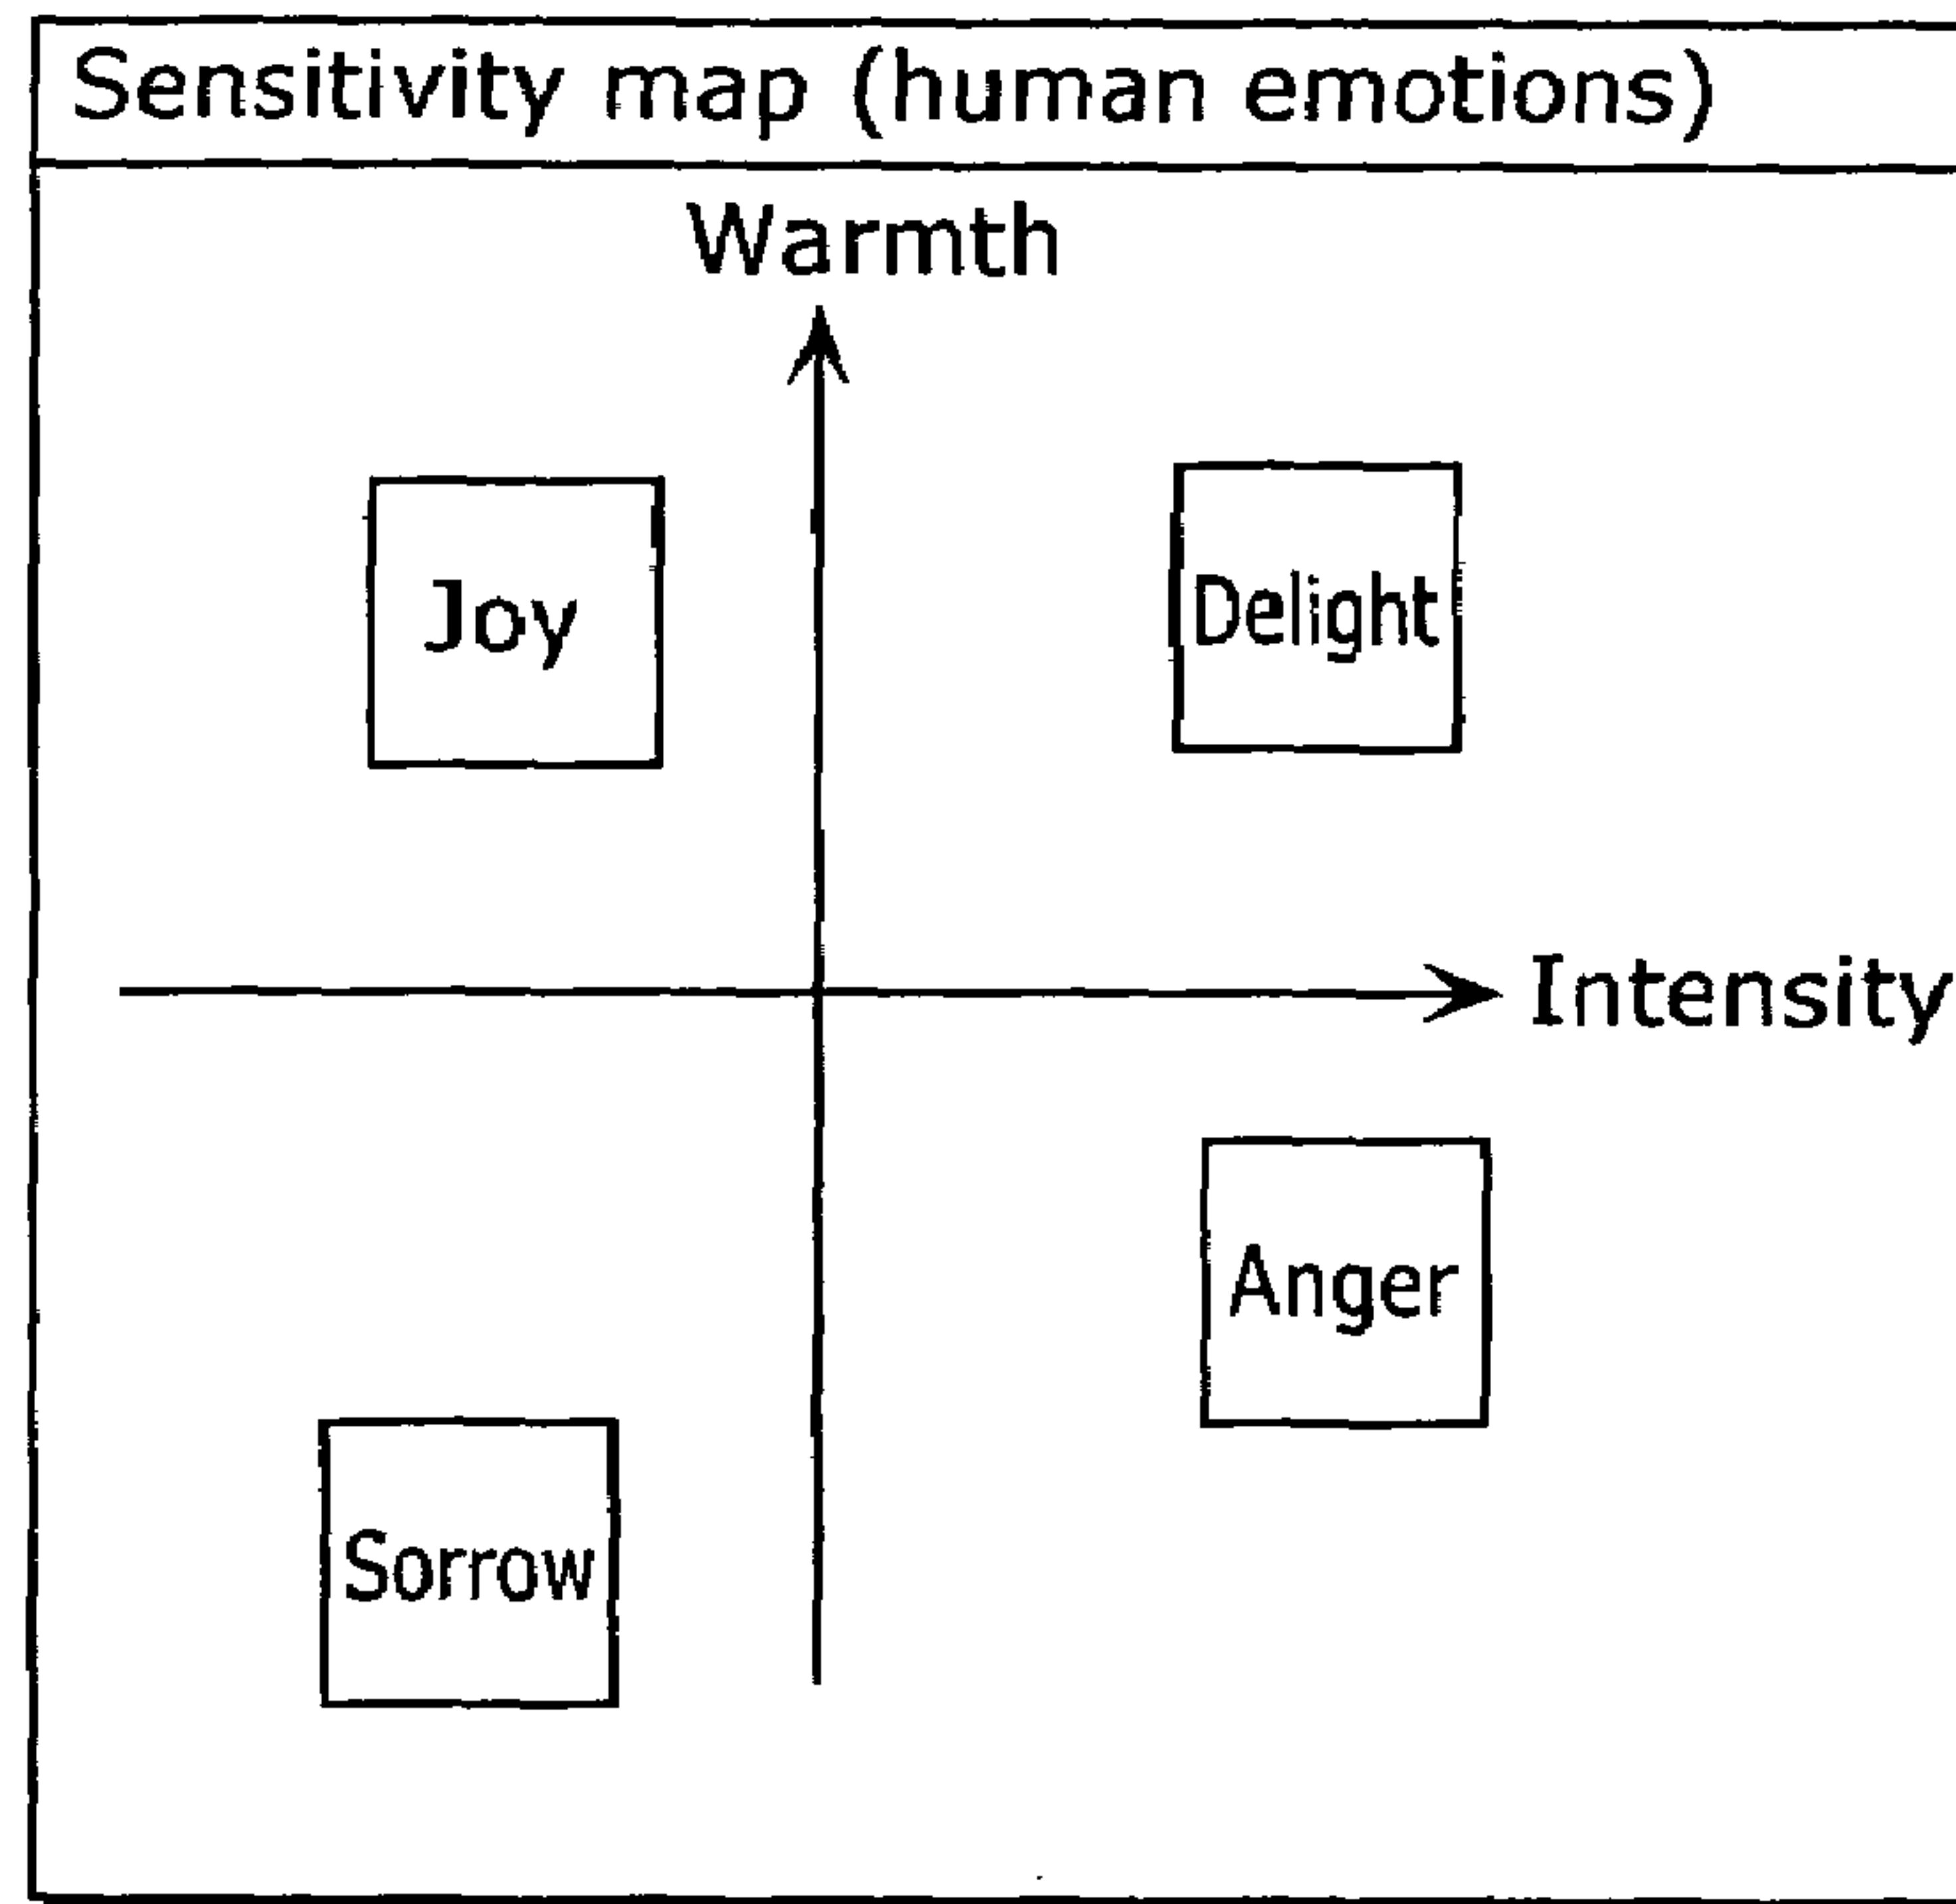 Sensitivity map (human emotions)
Warmth
Joy
Delight
Intensity
Anger
Sorrow